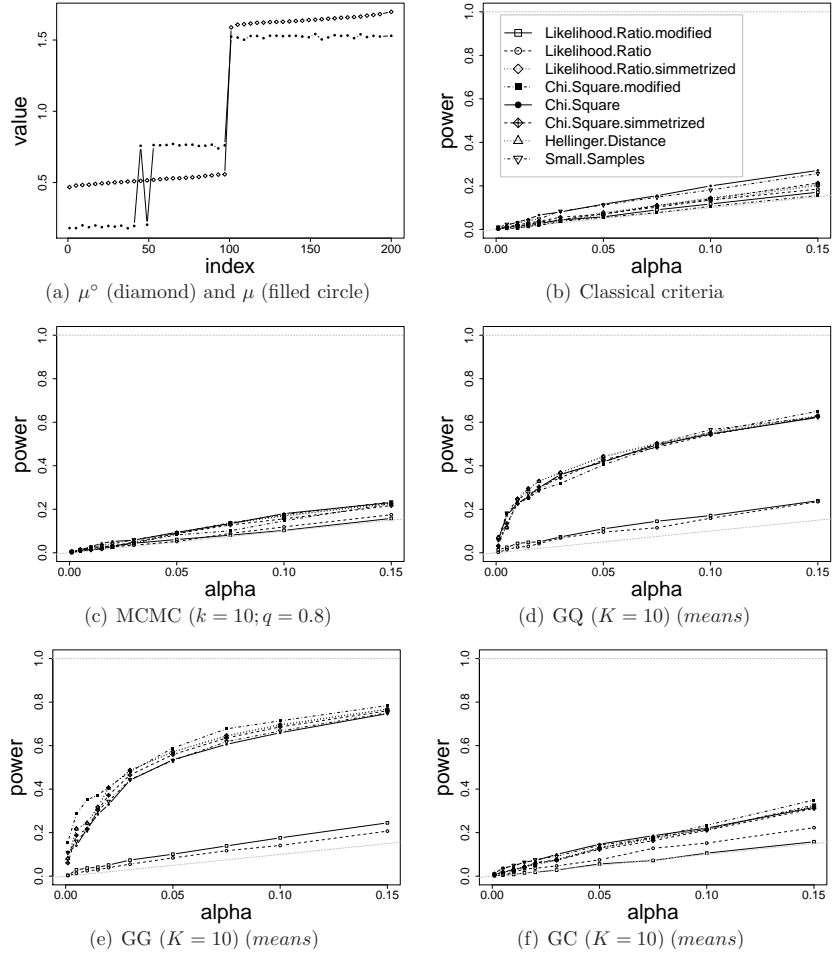 value
0.5
1.0
1.5
0
50
100
150
200
index
(a) μ° (diamond) and μ (filled circle)
power
0.0
0.2
0.4
0.6
0.8
1.0
Likelihood.Ratio.modified
Likelihood.Ratio
Likelihood.Ratio.simmetrized
Chi.Square.modified
Chi.Square
Chi.Square.simmetrized
Hellinger.Distance
Small.Samples
0.00
0.05
0.10
0.15
alpha
(b) Classical criteria
power
0.0
0.2
0.4
0.6
0.8
1.0
0.00
0.05
0.10
0.15
alpha
(c) MCMC (k = 10; q = 0.8)
power
0.0
0.2
0.4
0.6
0.8
1.0
0.00
0.05
0.10
0.15
alpha
(d) GQ (K = 10) (means)
power
0.0
0.2
0.4
0.6
0.8
1.0
0.00
0.05
0.10
0.15
alpha
(e) GG (K = 10) (means)
power
0.0
0.2
0.4
0.6
0.8
1.0
0.00
0.05
0.10
0.15
alpha
(f) GC (K = 10) (means)